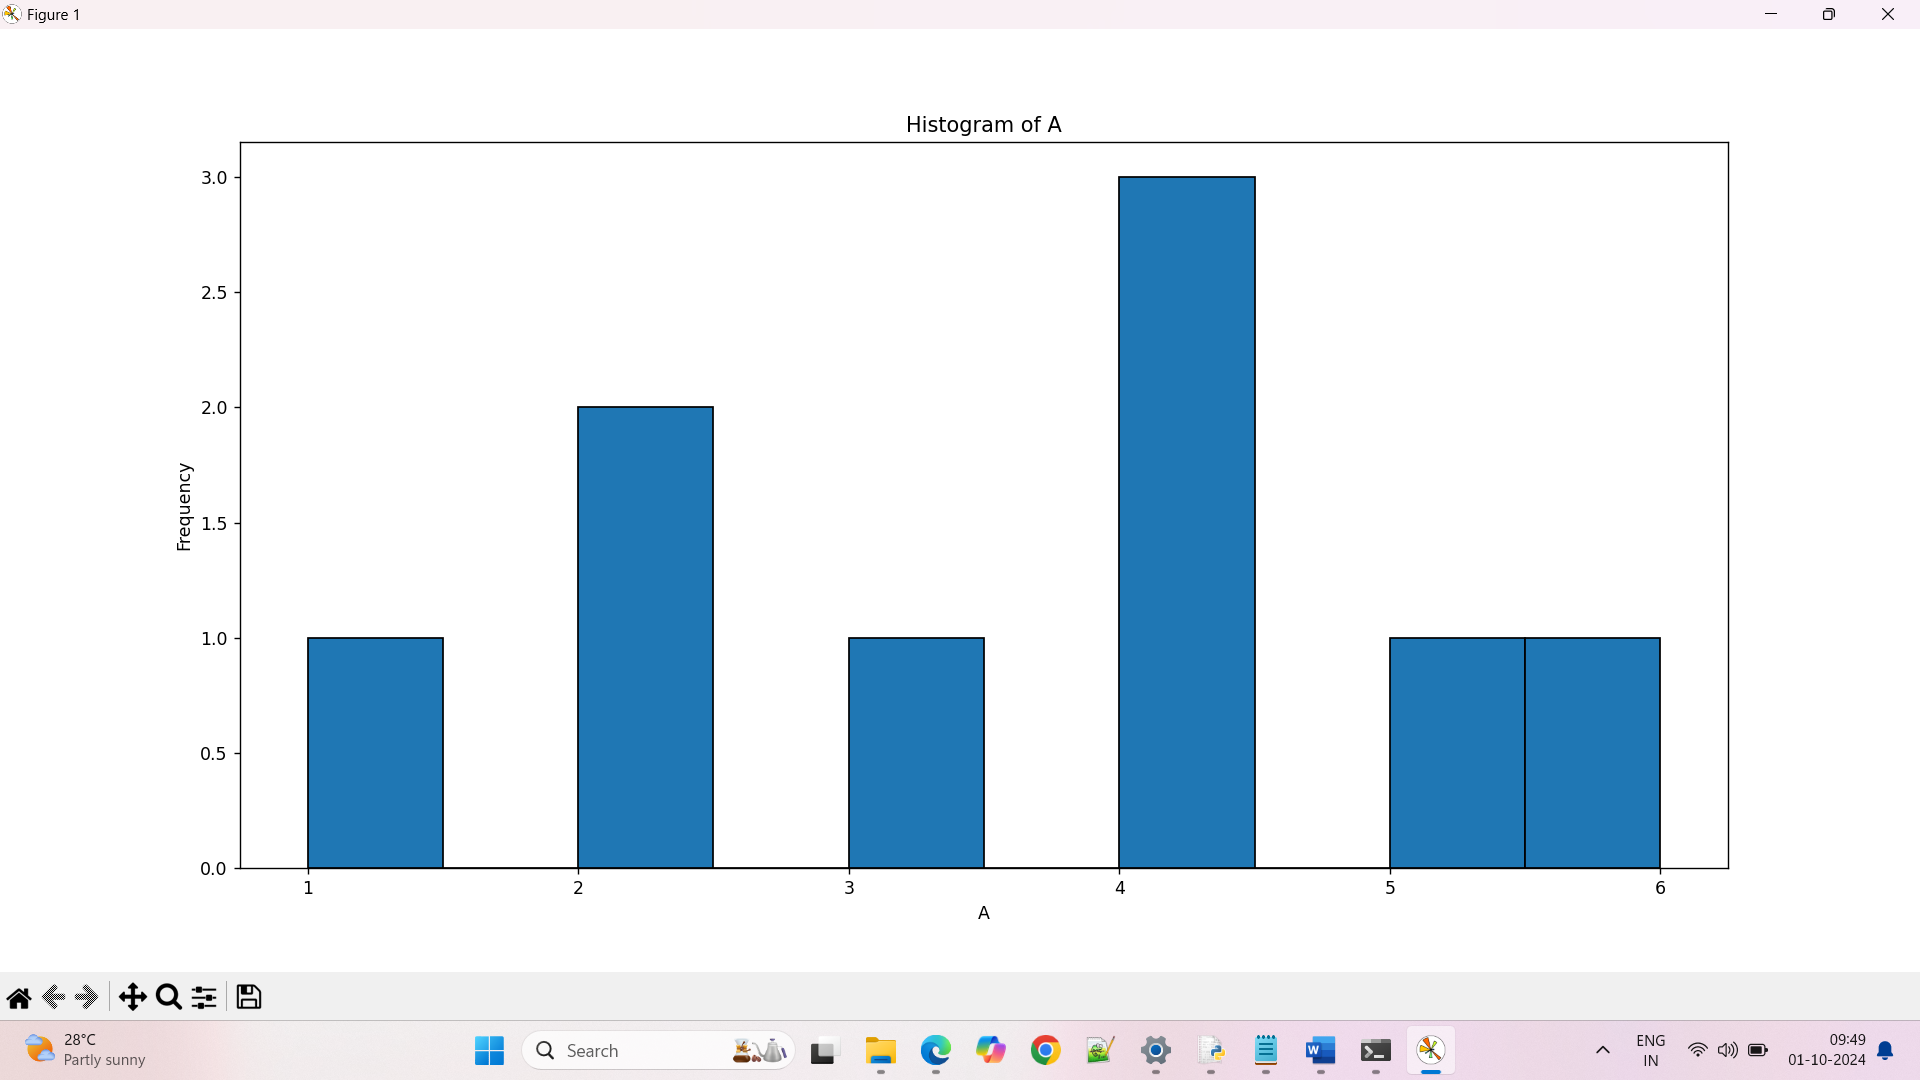 Figure 1
Histogram of A
3.0
2.5
2.0
1.5
1.0
0.5
0.0
Frequency
1 2 3 4 5 6
A
28°C
Partly sunny
Search
ENG
IN
09:49
01-10-2024